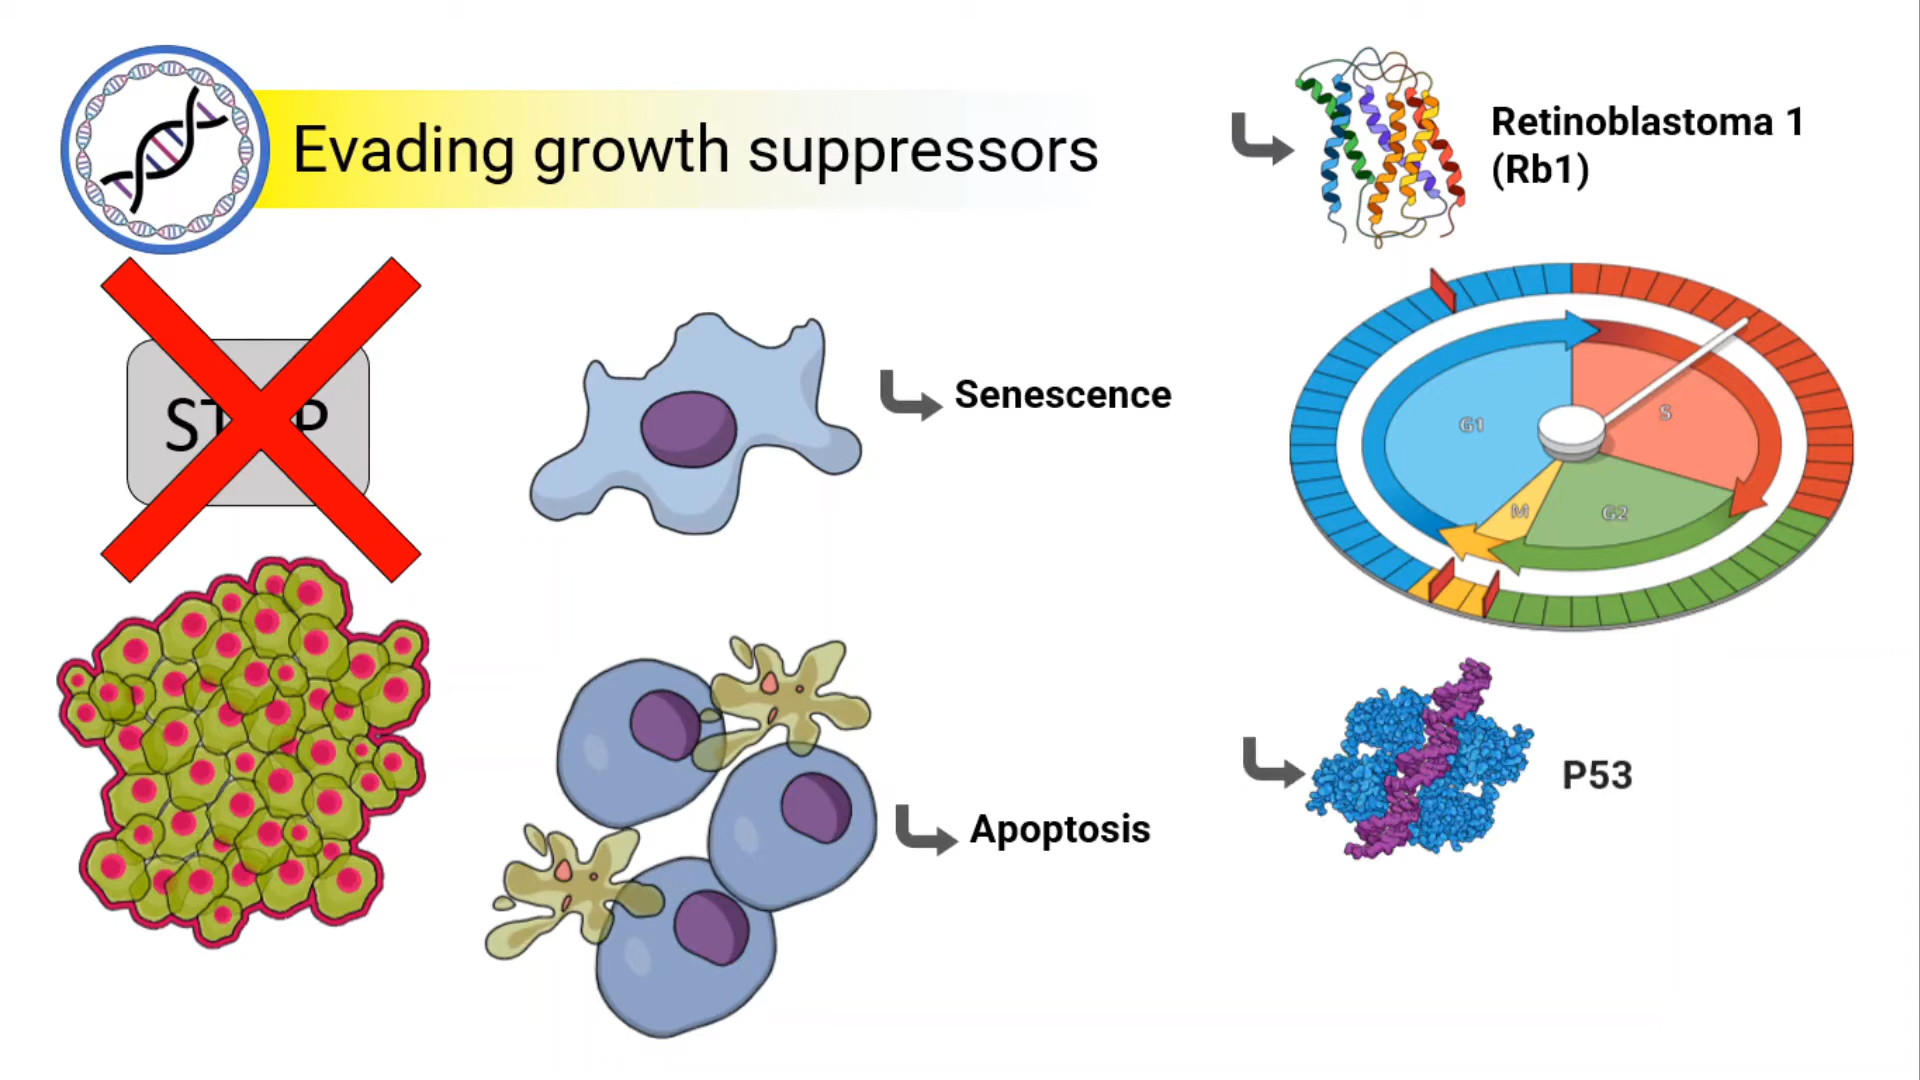 Evading growth suppressors
Retinoblastoma 1
(Rb1)
Senescence
G1
S
M
G2
P53
Apoptosis